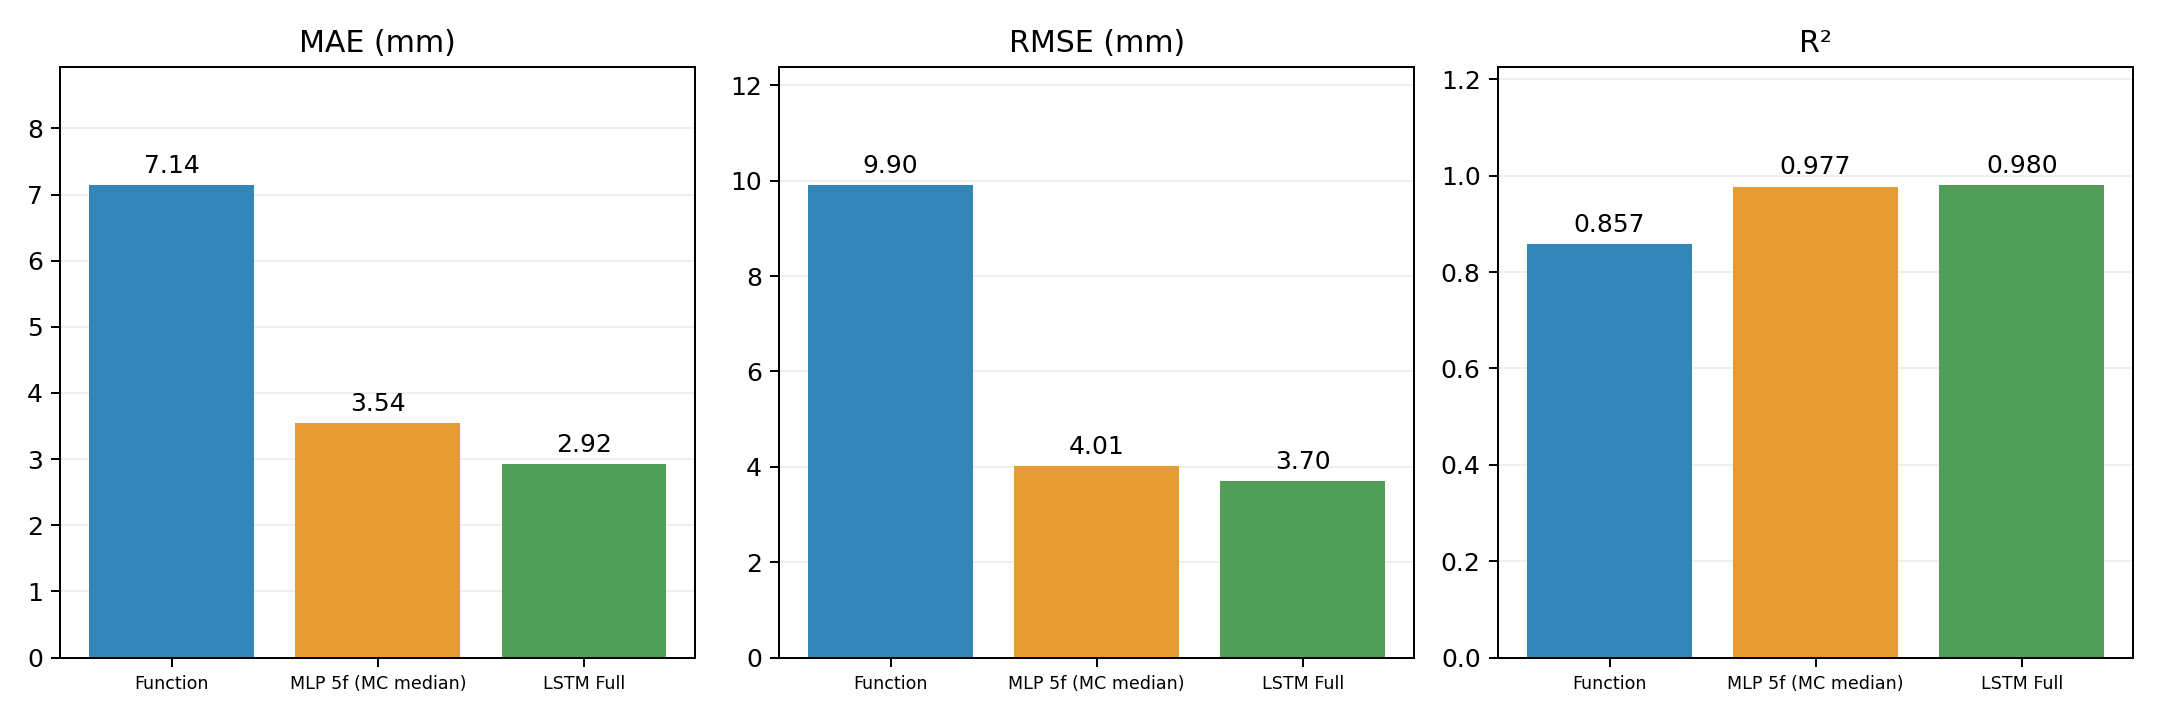 MAE (mm)
8
7
6
5
4
3
2
1
0
7.14
3.54
2.92
Function
MLP 5f (MC median)
LSTM Full
RMSE (mm)
12
10
8
6
4
2
0
9.90
4.01
3.70
Function
MLP 5f (MC median)
LSTM Full
R²
1.2
1.0
0.8
0.6
0.4
0.2
0.0
0.857
0.977
0.980
Function
MLP 5f (MC median)
LSTM Full